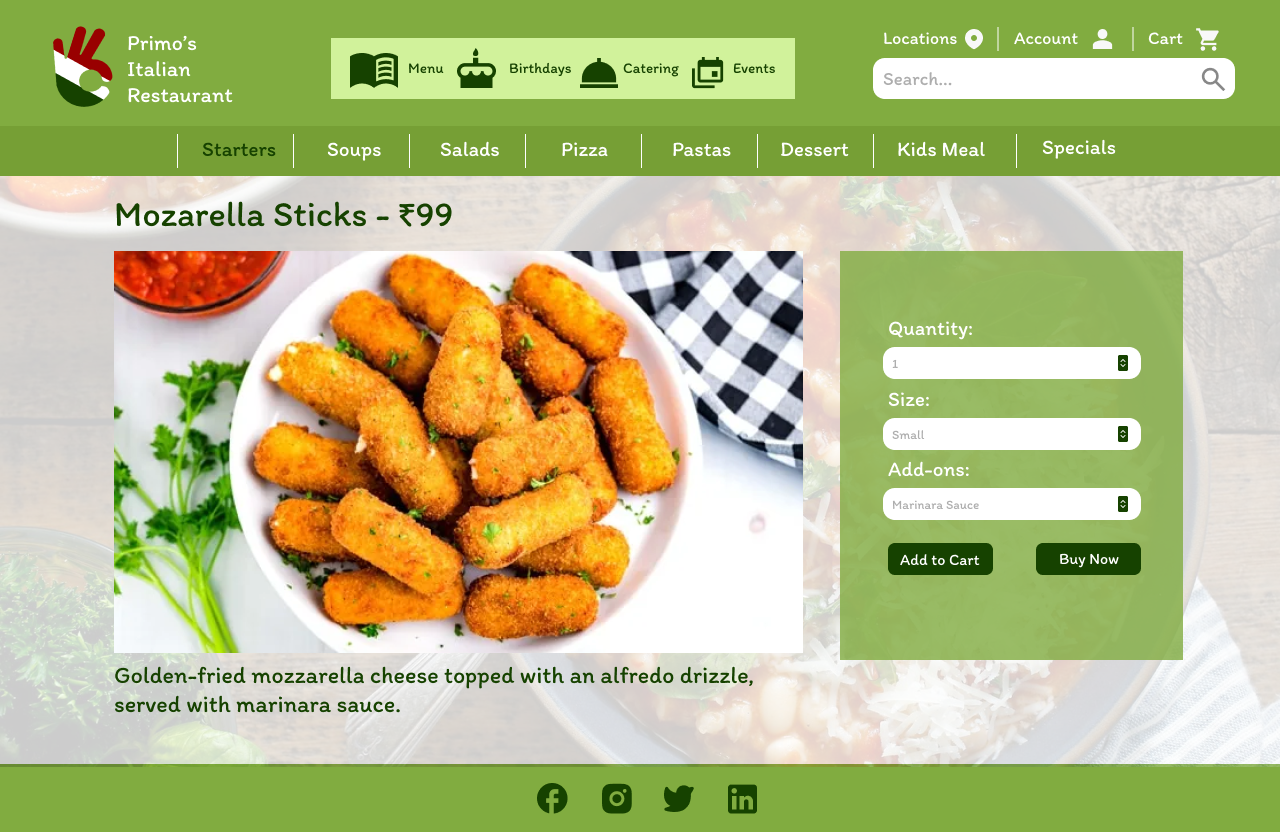 Primo's
Italian
Restaurant
Menu
Birthdays
Catering
Events
Locations
Account
Cart
Search...
Starters
Soups
Salads
Pizza
Pastas
Dessert
Kids Meal
Specials
Mozarella Sticks - ₹99
Quantity:
1
Size:
Small
Add-ons:
Marinara Sauce
Add to Cart
Buy Now
Golden-fried mozzarella cheese topped with an alfredo drizzle,
served with marinara sauce.